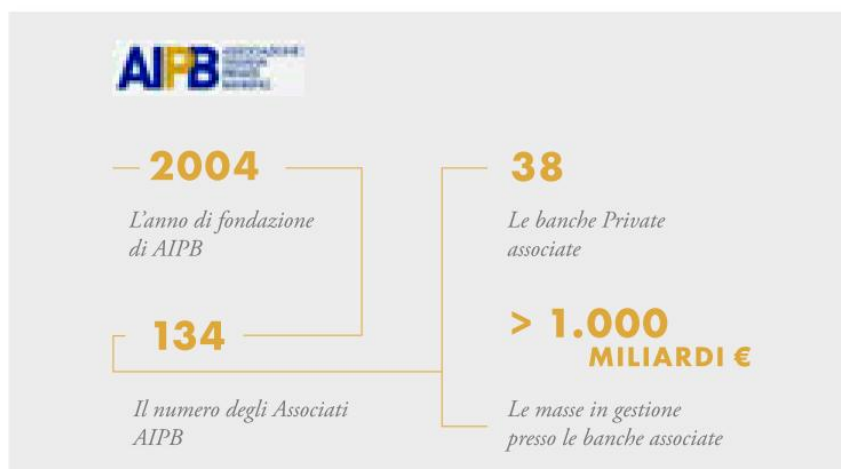 AIPB
2004
L'anno di fondazione
di AIPB
134
Il numero degli Associati
AIPB
38
Le banche Private
associate
> 1.000
MILIARDI €
Le masse in gestione
presso le banche associate